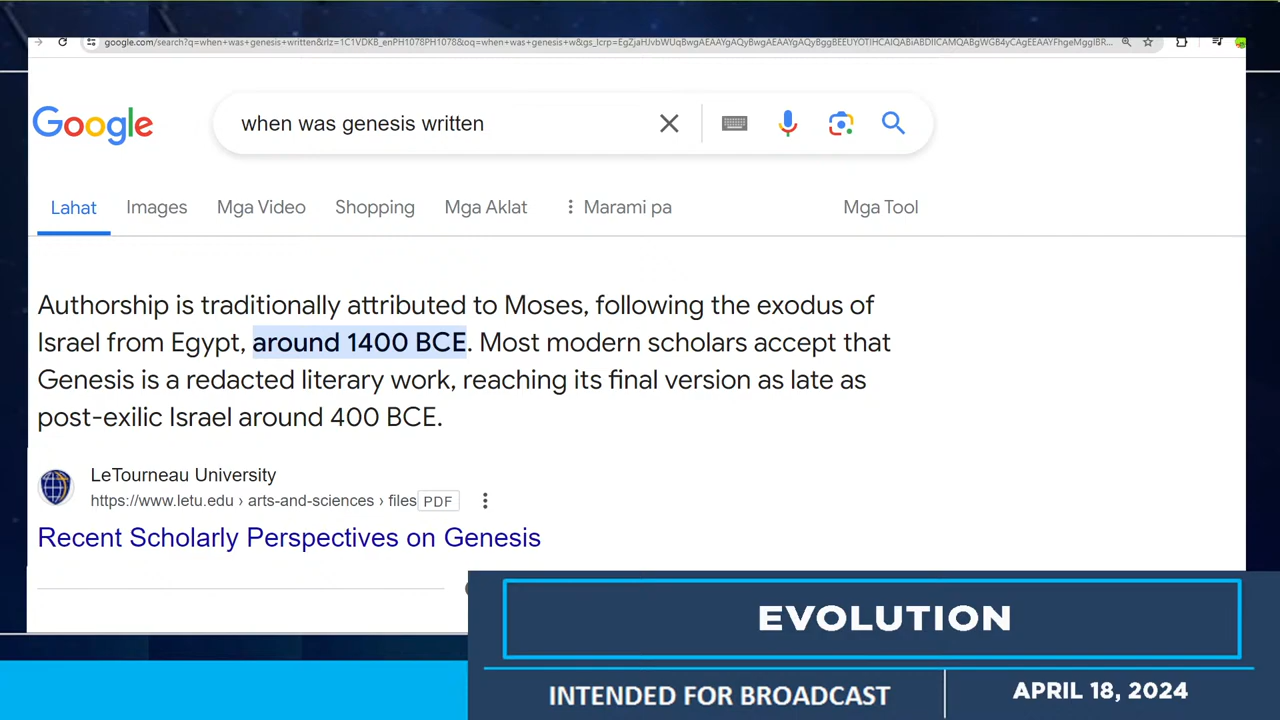 Google
when was genesis written
Lahat Images Mga Video Shopping Mga Aklat Marami pa Mga Tool
Authorship is traditionally attributed to Moses, following the exodus of
Israel from Egypt, around 1400 BCE. Most modern scholars accept that
Genesis is a redacted literary work, reaching its final version as late as
post-exilic Israel around 400 BCE.
LeTourneau University
https://www.letu.edu › arts-and-sciences › files PDF
Recent Scholarly Perspectives on Genesis
EVOLUTION
INTENDED FOR BROADCAST
APRIL 18, 2024